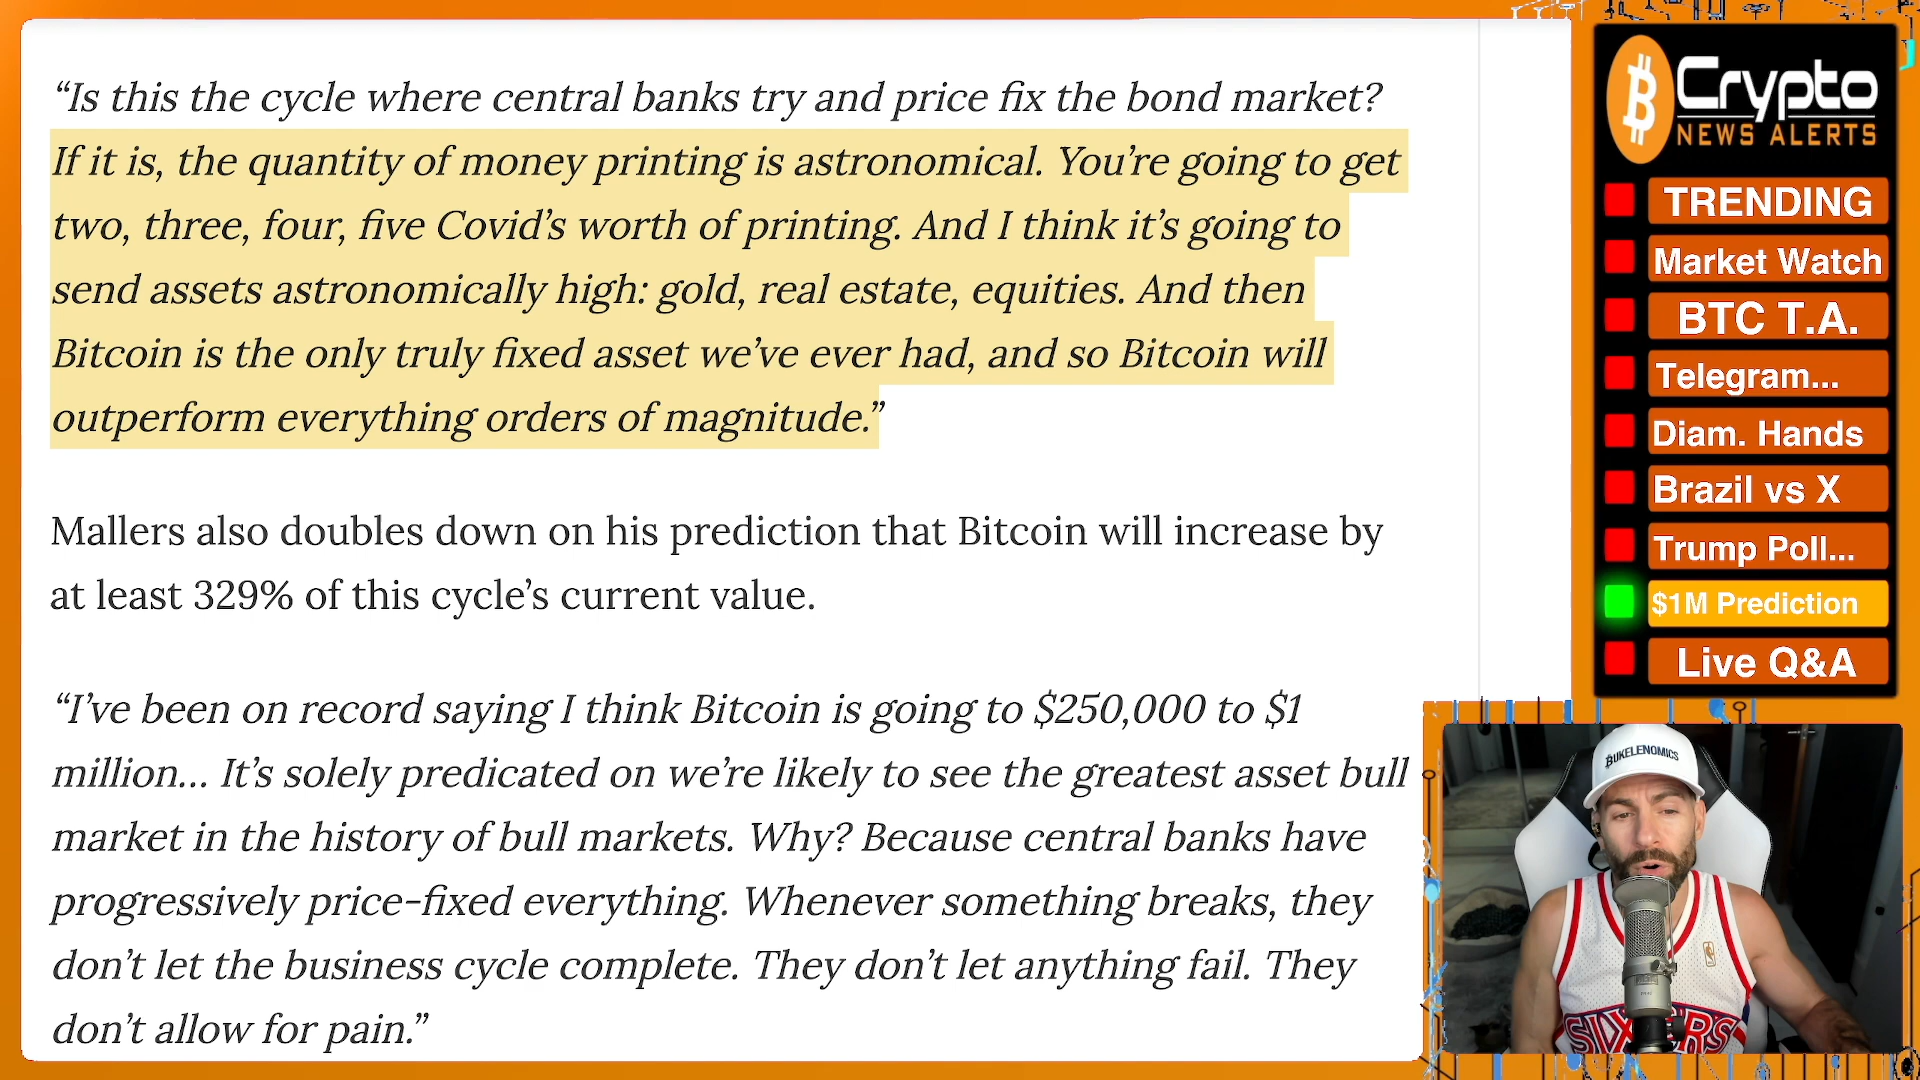 “Is this the cycle where central banks try and price fix the bond market?
If it is, the quantity of money printing is astronomical. You’re going to get
two, three, four, five Covid’s worth of printing. And I think it’s going to
send assets astronomically high: gold, real estate, equities. And then
Bitcoin is the only truly fixed asset we’ve ever had, and so Bitcoin will
outperform everything orders of magnitude.”
Mallers also doubles down on his prediction that Bitcoin will increase by
at least 329% of this cycle’s current value.
“I’ve been on record saying I think Bitcoin is going to $250,000 to $1
million… It’s solely predicated on we’re likely to see the greatest asset bull
market in the history of bull markets. Why? Because central banks have
progressively price-fixed everything. Whenever something breaks, they
don’t let the business cycle complete. They don’t let anything fail. They
don’t allow for pain.”
Crypto
NEWS ALERTS
TRENDING
Market Watch
BTC T.A.
Telegram...
Diam. Hands
Brazil vs X
Trump Poll...
$1M Prediction
Live Q&A
BUKELENOMICS
SIXERS